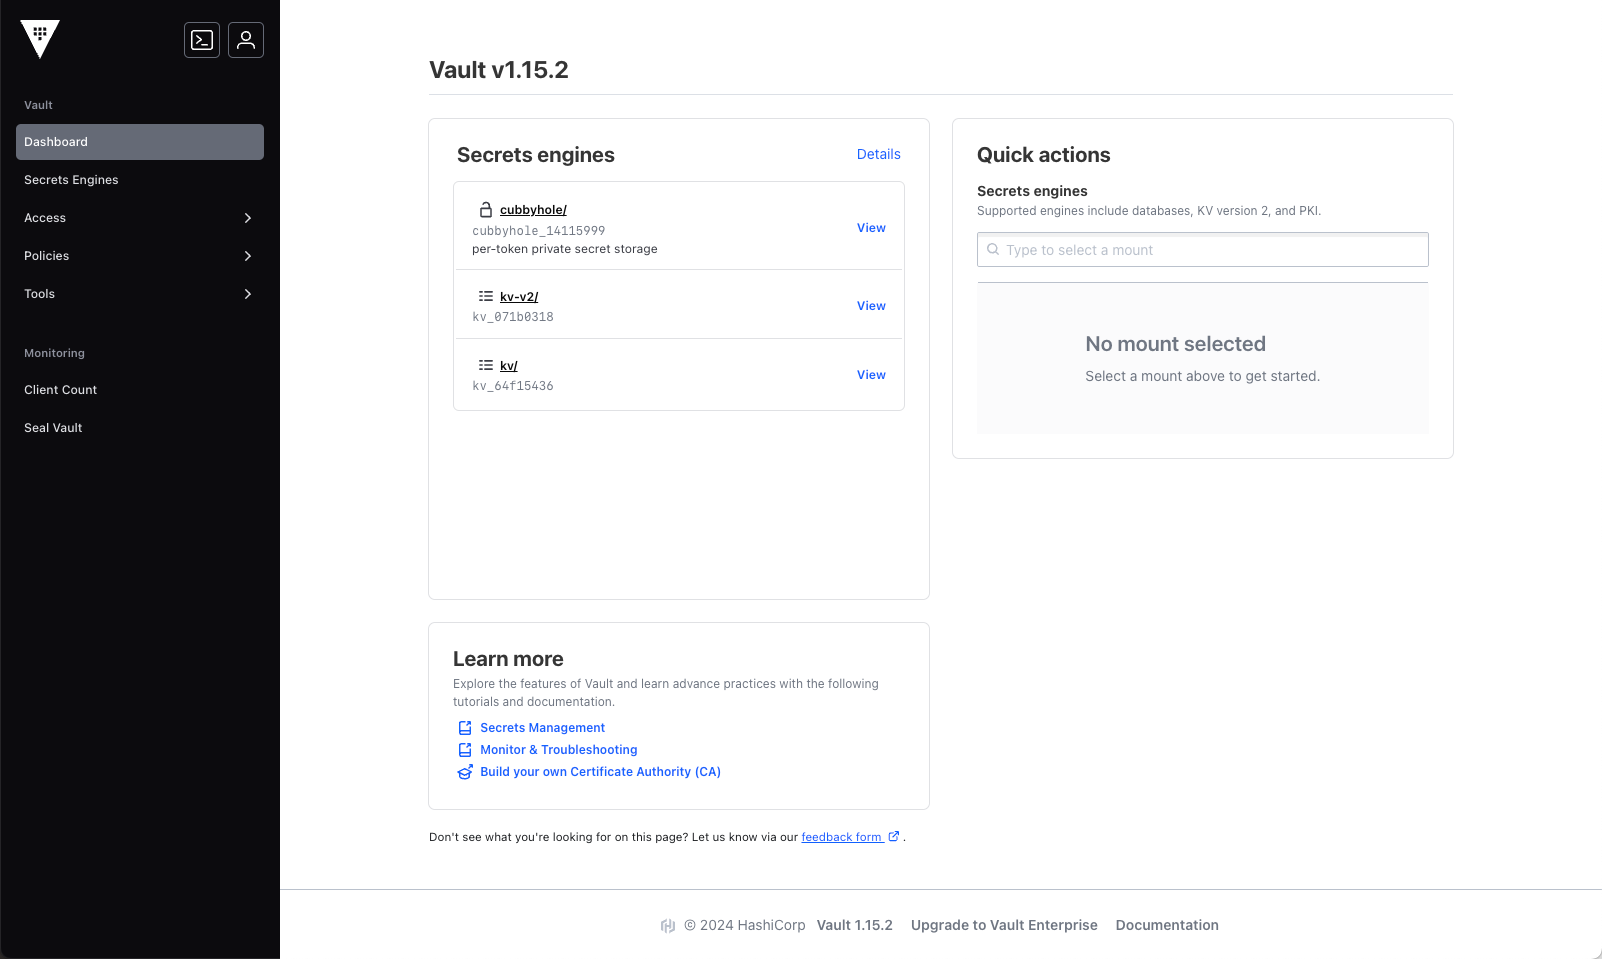 Vault
Dashboard
Secrets Engines
Access
Policies
Tools
Monitoring
Client Count
Seal Vault
Vault v1.15.2
Secrets engines
Details
cubbyhole/
cubbyhole_14115999
per-token private secret storage
View
kv-v2/
kv_071b0318
View
kv/
kv_64f15436
View
Quick actions
Secrets engines
Supported engines include databases, KV version 2, and PKI.
Type to select a mount
No mount selected
Select a mount above to get started.
Learn more
Explore the features of Vault and learn advance practices with the following
tutorials and documentation.
Secrets Management
Monitor & Troubleshooting
Build your own Certificate Authority (CA)
Don't see what you're looking for on this page? Let us know via our feedback form .
© 2024 HashiCorp Vault 1.15.2 Upgrade to Vault Enterprise Documentation